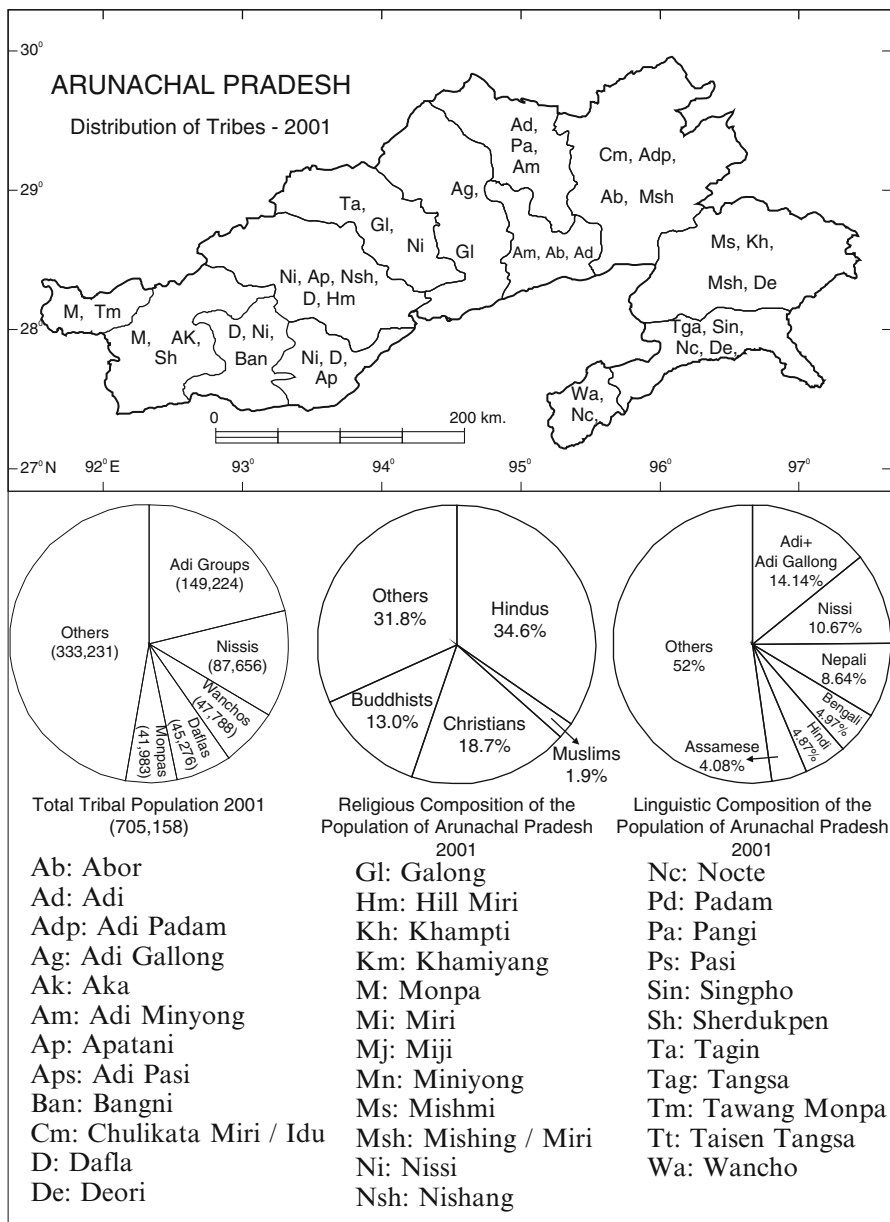 30°
ARUNACHAL PRADESH
Distribution of Tribes - 2001
29°
28°
27° N
92° E
93°
94°
95°
96°
97°
Ad,
Pa,
Am
Cm, Adp,
Ab, Msh
Ta,
Gl,
Ni
Ag,
Gl
Am, Ab, Ad
Ms, Kh,
Msh, De
Ni, Ap, Nsh,
D, Hm
M, Tm
M, AK,
Sh
D, Ni,
Ban
Ni, D,
Ap
Tga, Sin,
Nc, De,
Wa,
Nc,
0 200 km.
Adi Groups
(149,224)
Nissis
(87,656)
Wanchos
(47,788)
Daflas
(45,276)
Monpas
(41,983)
Others
(333,231)
Total Tribal Population 2001
(705,158)
Others
31.8%
Hindus
34.6%
Buddhists
13.0%
Christians
18.7%
Muslims
1.9%
Religious Composition of the
Population of Arunachal Pradesh
2001
Adi+
Adi Gallong
14.14%
Nissi
10.67%
Nepali
8.64%
Bengali
4.97%
Hindi
4.87%
Assamese
4.08%
Others
52%
Linguistic Composition of the
Population of Arunachal Pradesh
2001
Ab: Abor
Ad: Adi
Adp: Adi Padam
Ag: Adi Gallong
Ak: Aka
Am: Adi Minyong
Ap: Apatani
Aps: Adi Pasi
Ban: Bangni
Cm: Chulikata Miri / Idu
D: Dafla
De: Deori
Gl: Galong
Hm: Hill Miri
Kh: Khampti
Km: Khamiyang
M: Monpa
Mi: Miri
Mj: Miji
Mn: Miniyong
Ms: Mishmi
Msh: Mishing / Miri
Ni: Nissi
Nsh: Nishang
Nc: Nocte
Pd: Padam
Pa: Pangi
Ps: Pasi
Sin: Singpho
Sh: Sherdukpen
Ta: Tagin
Tag: Tangsa
Tm: Tawang Monpa
Tt: Taisen Tangsa
Wa: Wancho